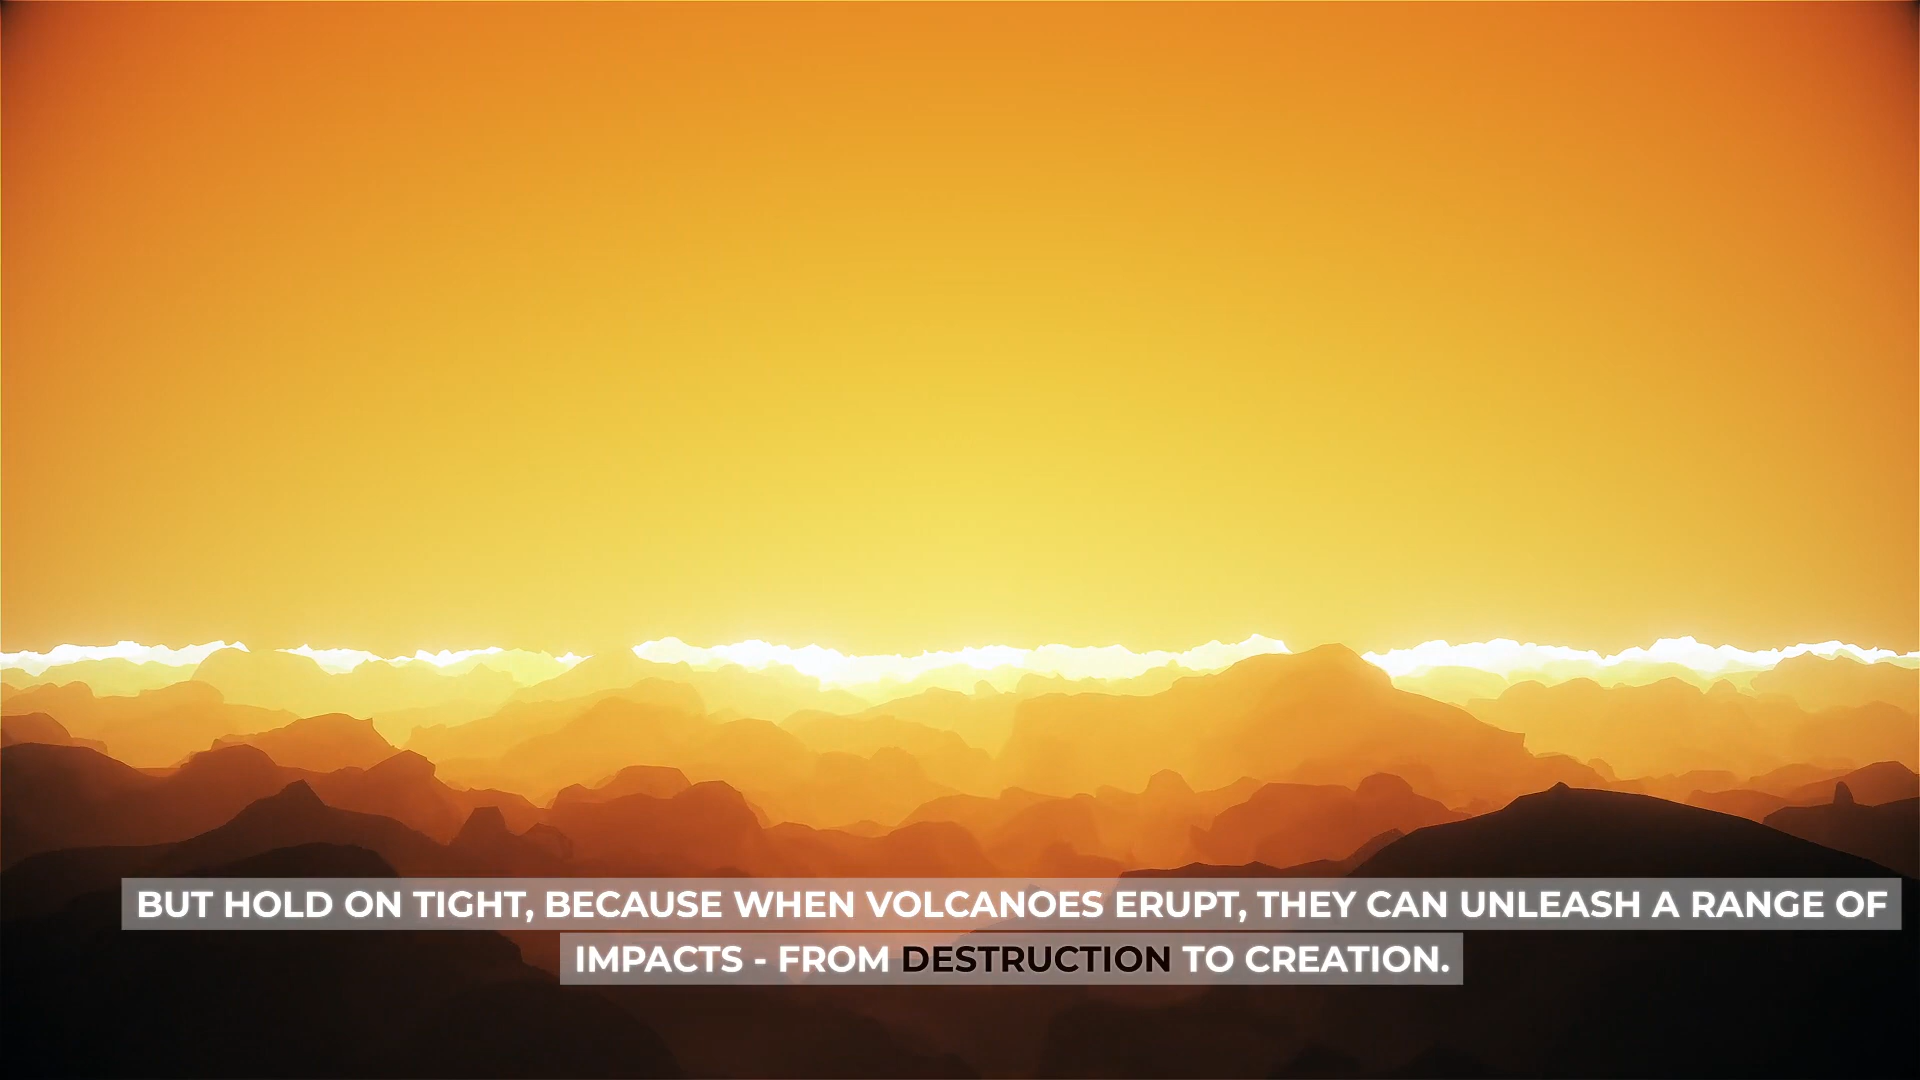 BUT HOLD ON TIGHT, BECAUSE WHEN VOLCANOES ERUPT, THEY CAN UNLEASH A RANGE OF
IMPACTS - FROM DESTRUCTION TO CREATION.